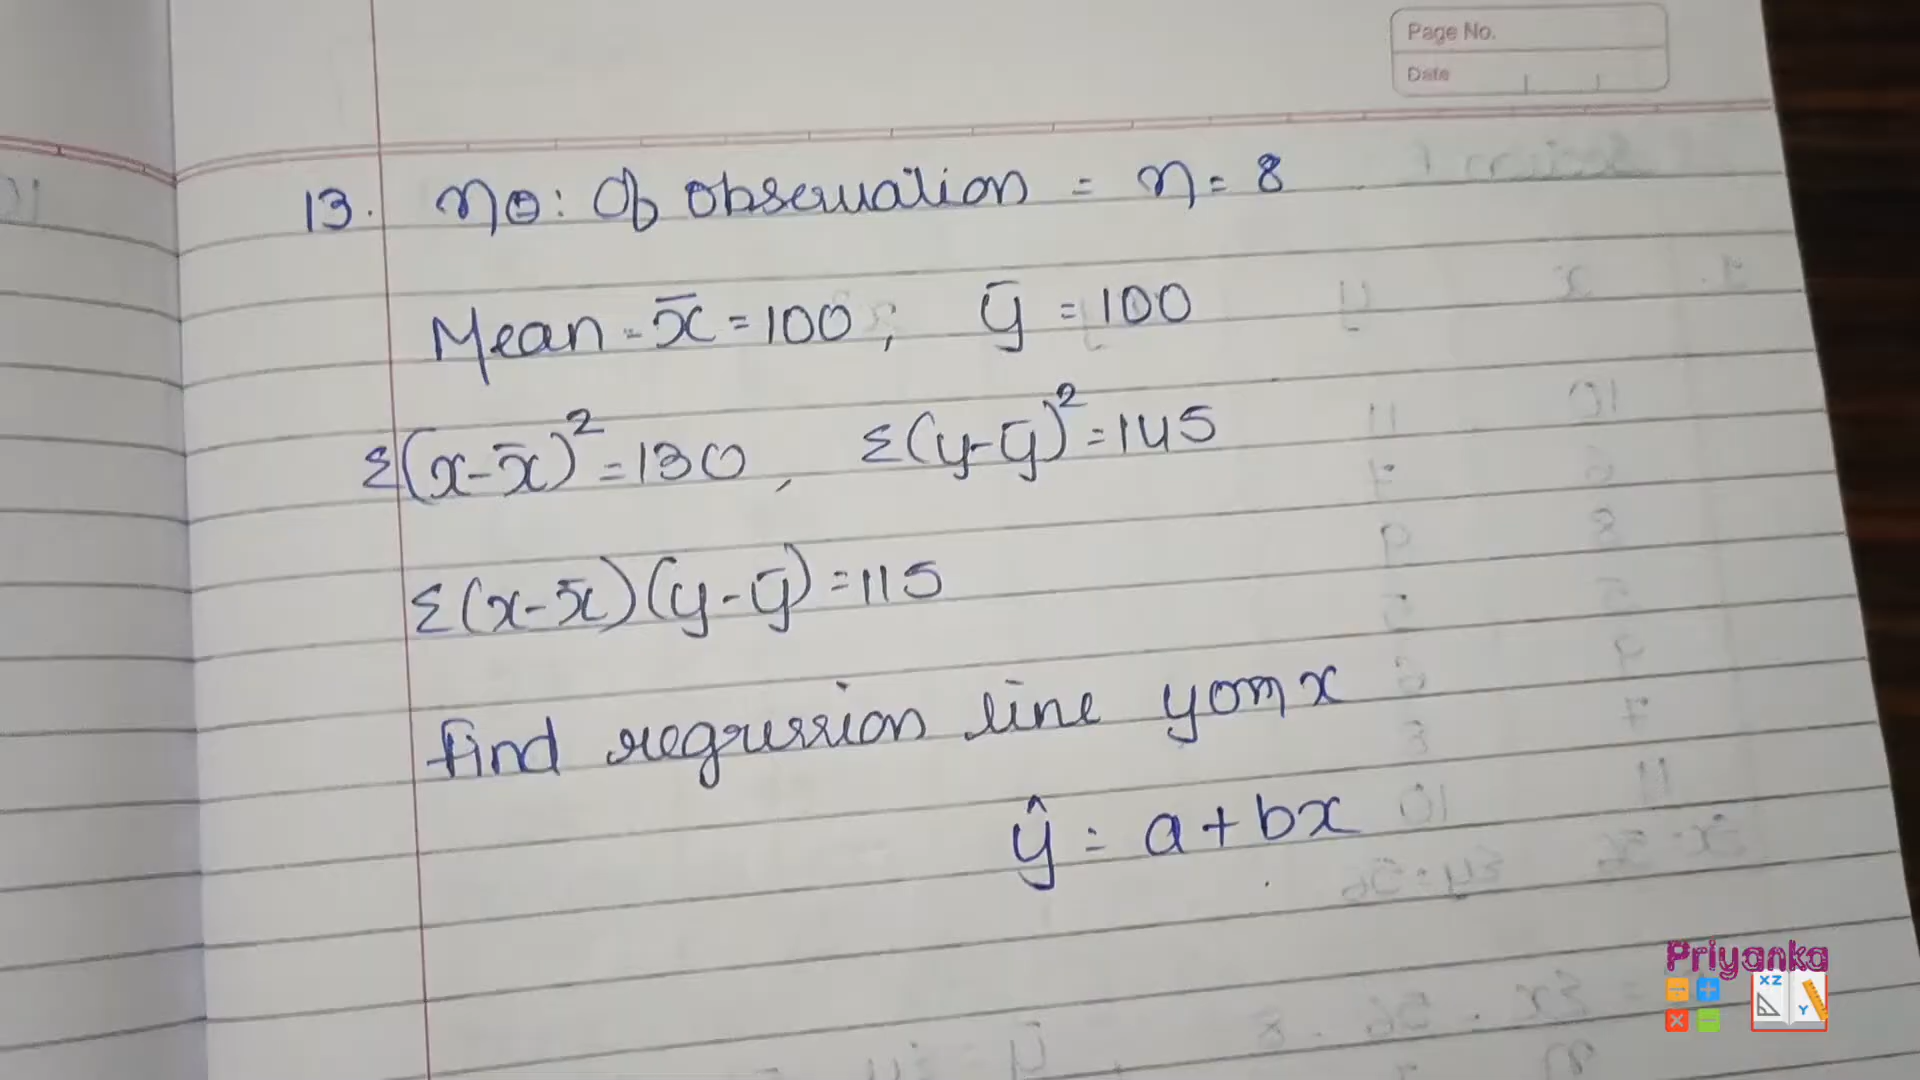 Page No.
Date
13. no: of observation = n = 8
Mean = x̄ = 100 ; ȳ = 100
Σ(x-x̄)² = 130 , Σ(y-ȳ)² = 145
Σ(x-x̄)(y-ȳ) = 115
find regression line y on x
ŷ = a + bx
Priyanka
XZ
Y